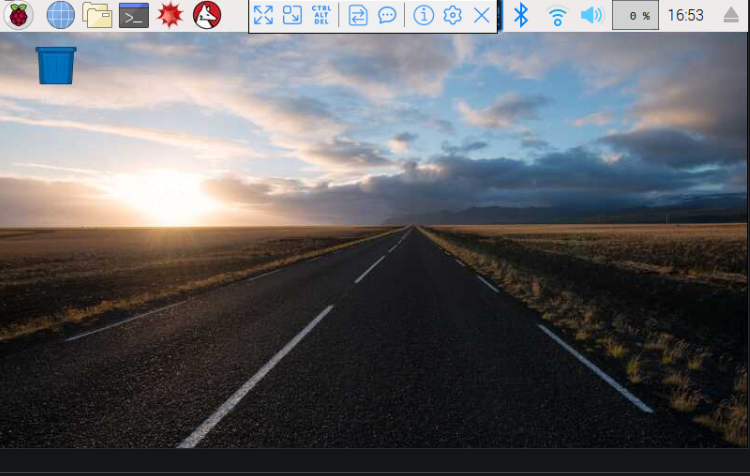 CTRL
ALT
DEL
0 %
16:53